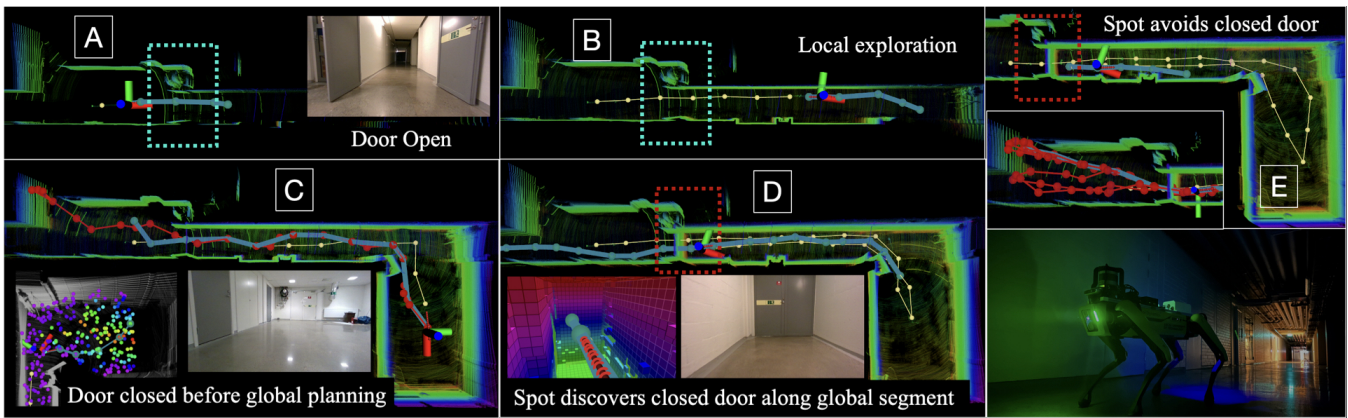 A
Door Open
B
Local exploration
Spot avoids closed door
C
Door closed before global planning
D
Spot discovers closed door along global segment
E